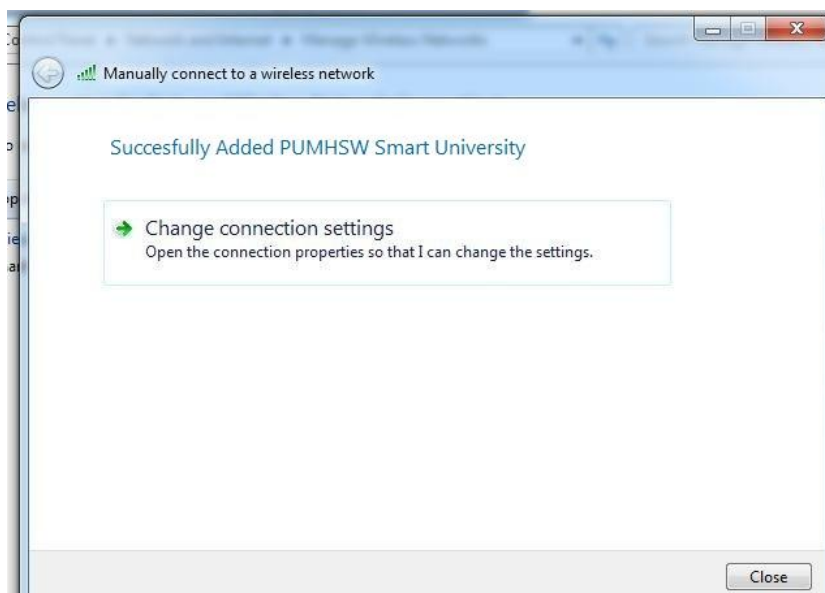 Manually connect to a wireless network
Succesfully Added PUMHSW Smart University
Change connection settings
Open the connection properties so that I can change the settings.
Close